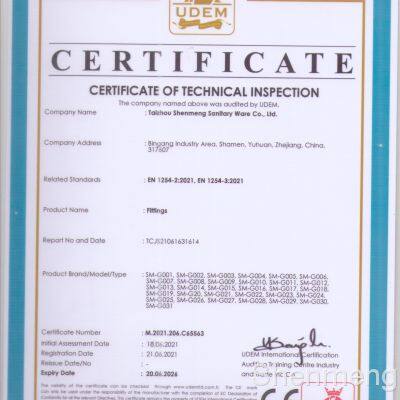 UDEM
CERTIFICATE
CERTIFICATE OF TECHNICAL INSPECTION
The company named above was audited by UDEM.
Company Name : Taizhou Shenmeng Sanitary Ware Co., Ltd.
Company Address : Bingang Industry Area, Shamen, Yuhuan, Zhejiang, China,
317607
Related Standards : EN 1254-2:2021, EN 1254-3:2021
Product Name : Fittings
Report No and Date : TCJS21061631614
Product Brand/Model/Type : SM-G001, SM-G002, SM-G003, SM-G004, SM-G005, SM-G006,
SM-G007, SM-G008, SM-G009, SM-G010, SM-G011, SM-G012,
SM-G013, SM-G014, SM-G015, SM-G016, SM-G017, SM-G018,
SM-G019, SM-G020, SM-G021, SM-G022, SM-G023, SM-G024,
SM-G025, SM-G026, SM-G027, SM-G028, SM-G029, SM-G030,
SM-G031
Certificate Number : M.2021.206.C65563
Initial Assessment Date : 18.06.2021
Registration Date : 21.06.2021
Reissue Date/No : -
Expiry Date : 20.06.2026
UDEM International Certification
Auditing Training Centre Industry
and Trade Inc. Co.
Shenmeng
CE